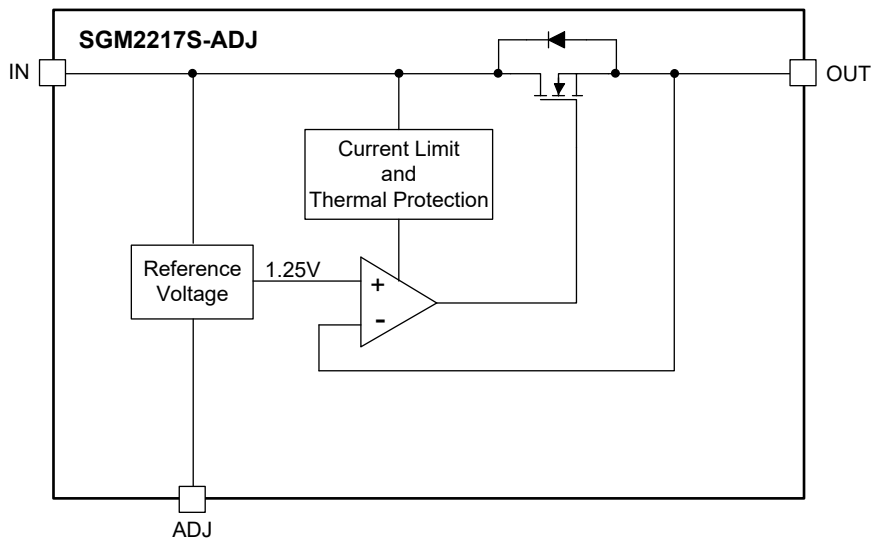 SGM2217S-ADJ
IN
OUT
Current Limit
and
Thermal Protection
Reference
Voltage
1.25V
+
-
ADJ